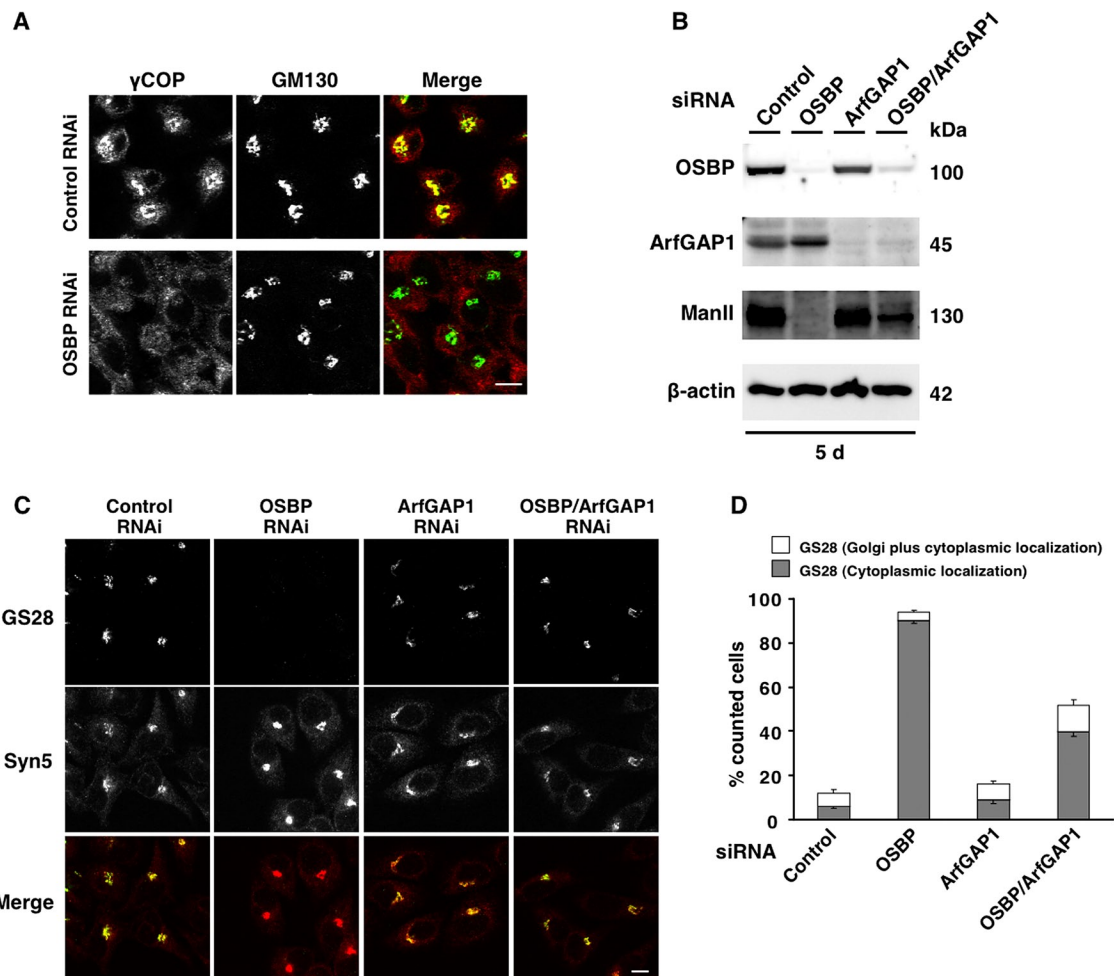 A
γCOP GM130 Merge
Control RNAi
OSBP RNAi
B
siRNA Control OSBP ArfGAP1 OSBP/ArfGAP1
kDa
OSBP 100
ArfGAP1 45
ManII 130
β-actin 42
5 d
C
Control RNAi OSBP RNAi ArfGAP1 RNAi OSBP/ArfGAP1 RNAi
GS28
Syn5
Merge
D
GS28 (Golgi plus cytoplasmic localization)
GS28 (Cytoplasmic localization)
% counted cells
100
80
60
40
20
0
siRNA Control OSBP ArfGAP1 OSBP/ArfGAP1